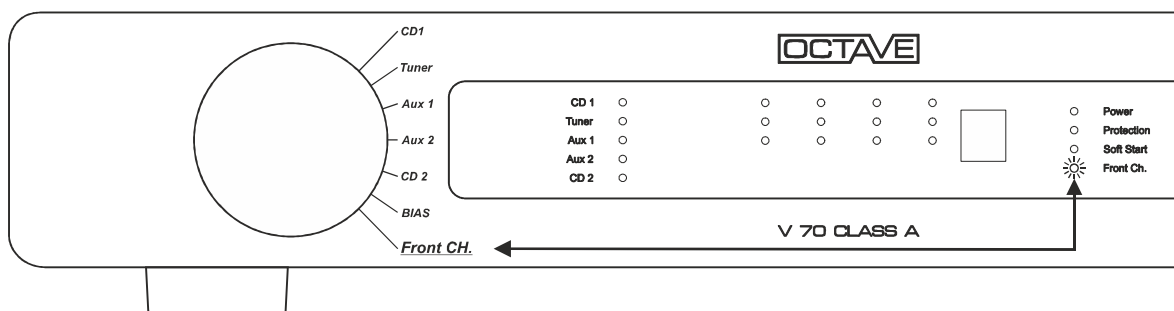 CD1
Tuner
Aux 1
Aux 2
CD 2
BIAS
Front CH.
OCTAVE
CD 1
Tuner
Aux 1
Aux 2
CD 2
Power
Protection
Soft Start
Front Ch.
V 70 CLASS A